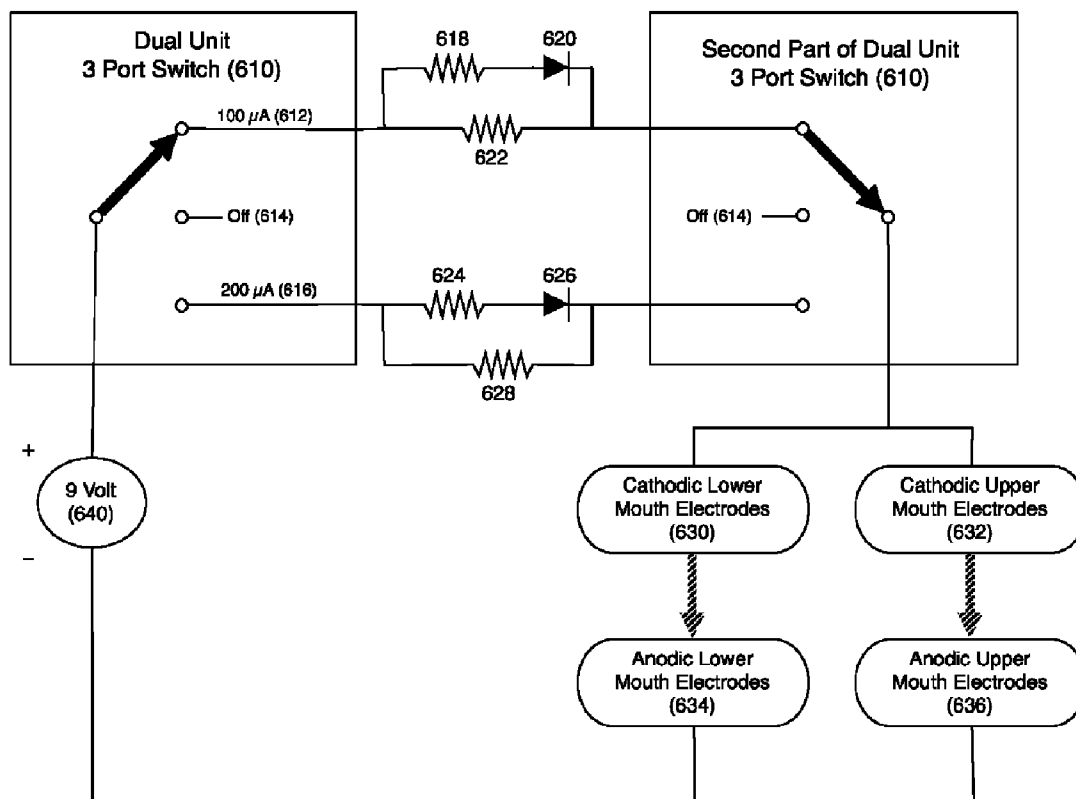 Dual Unit
3 Port Switch (610)
618
620
Second Part of Dual Unit
3 Port Switch (610)
100 µA (612)
622
Off (614)
Off (614)
624
626
200 µA (616)
628
+
9 Volt
(640)
–
Cathodic Lower
Mouth Electrodes
(630)
Cathodic Upper
Mouth Electrodes
(632)
Anodic Lower
Mouth Electrodes
(634)
Anodic Upper
Mouth Electrodes
(636)